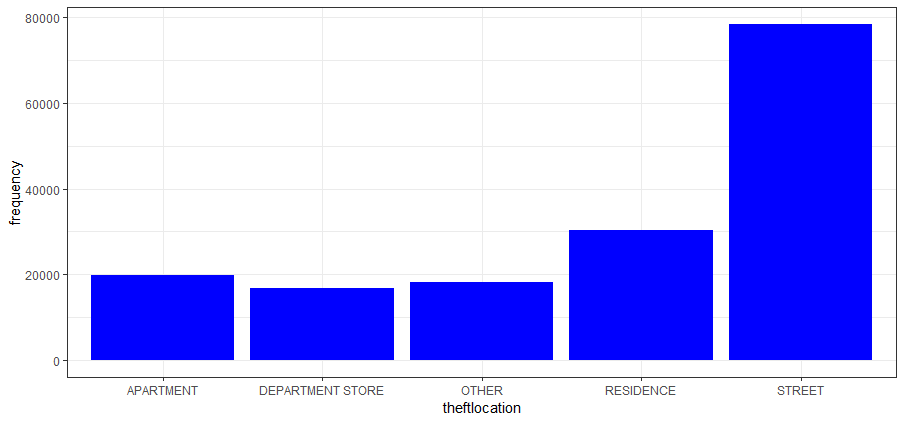 80000
60000
40000
20000
0
frequency
APARTMENT DEPARTMENT STORE OTHER RESIDENCE STREET
theftlocation